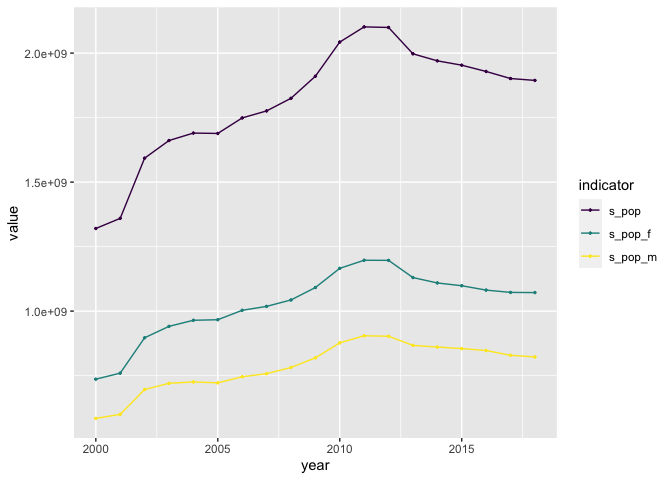 2.0e+09
1.5e+09
1.0e+09
value
2000 2005 2010 2015
year
indicator
s_pop
s_pop_f
s_pop_m